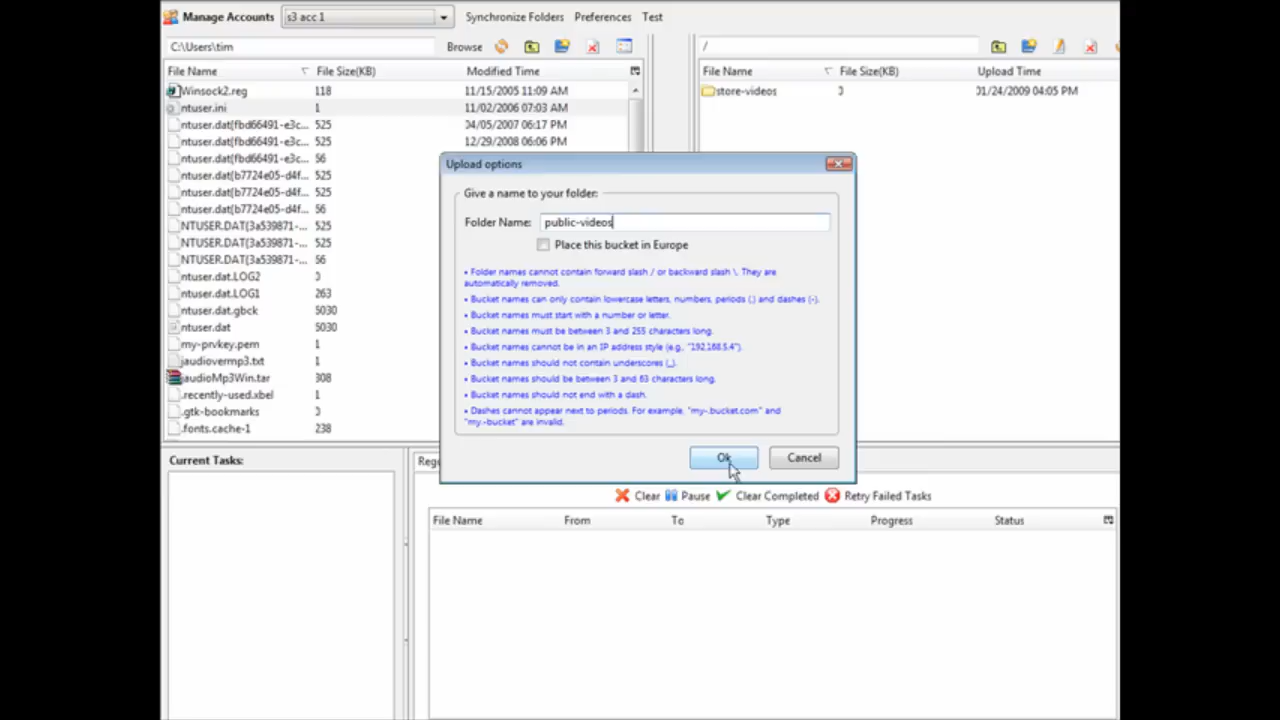 Manage Accounts s3 acc 1 Synchronize Folders Preferences Test
C:\Users\tim Browse /
File Name File Size(KB) Modified Time File Name File Size(KB) Upload Time
Winsock2.reg 118 11/15/2005 11:09 AM store-videos 0 01/24/2009 04:05 PM
ntuser.ini 1 11/02/2006 07:03 AM
ntuser.dat{fbd66491-e3c... 525 04/05/2007 06:17 PM
ntuser.dat{fbd66491-e3c... 525 12/29/2008 06:06 PM
ntuser.dat{fbd66491-e3c... 56
ntuser.dat{b7724e05-d4f... 525
ntuser.dat{b7724e05-d4f... 525
ntuser.dat{b7724e05-d4f... 56
NTUSER.DAT{3a539871-... 525
NTUSER.DAT{3a539871-... 525
NTUSER.DAT{3a539871-... 56
ntuser.dat.LOG2 0
ntuser.dat.LOG1 263
ntuser.dat.gbck 5030
ntuser.dat 5030
my-prvkey.pem 1
jaudiovermp3.txt 1
jaudioMp3Win.tar 308
.recently-used.xbel 1
.gtk-bookmarks 0
.fonts.cache-1 238
Upload options
Give a name to your folder:
Folder Name: public-videos
Place this bucket in Europe
• Folder names cannot contain forward slash / or backward slash \. They are
automatically removed.
• Bucket names can only contain lowercase letters, numbers, periods (.) and dashes (-).
• Bucket names must start with a number or letter.
• Bucket names must be between 3 and 255 characters long.
• Bucket names cannot be in an IP address style (e.g., "192.168.5.4").
• Bucket names should not contain underscores (_).
• Bucket names should be between 3 and 63 characters long.
• Bucket names should not end with a dash.
• Dashes cannot appear next to periods. For example, "my-.bucket.com" and
"my.-bucket" are invalid.
Ok Cancel
Current Tasks:
Clear Pause Clear Completed Retry Failed Tasks
File Name From To Type Progress Status